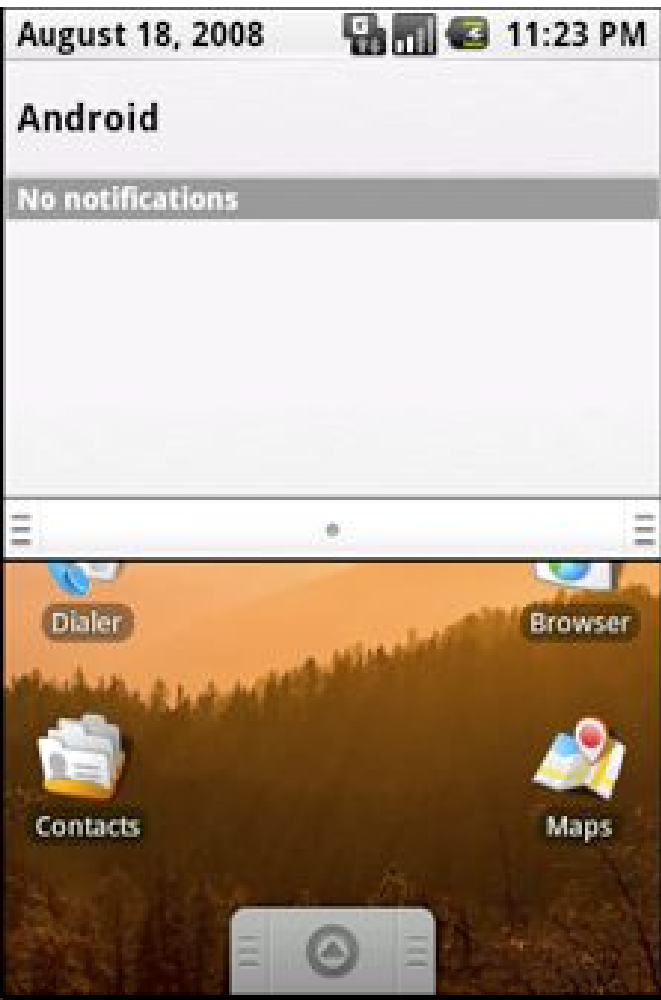 August 18, 2008 11:23 PM
Android
No notifications
Dialer Browser
Contacts Maps